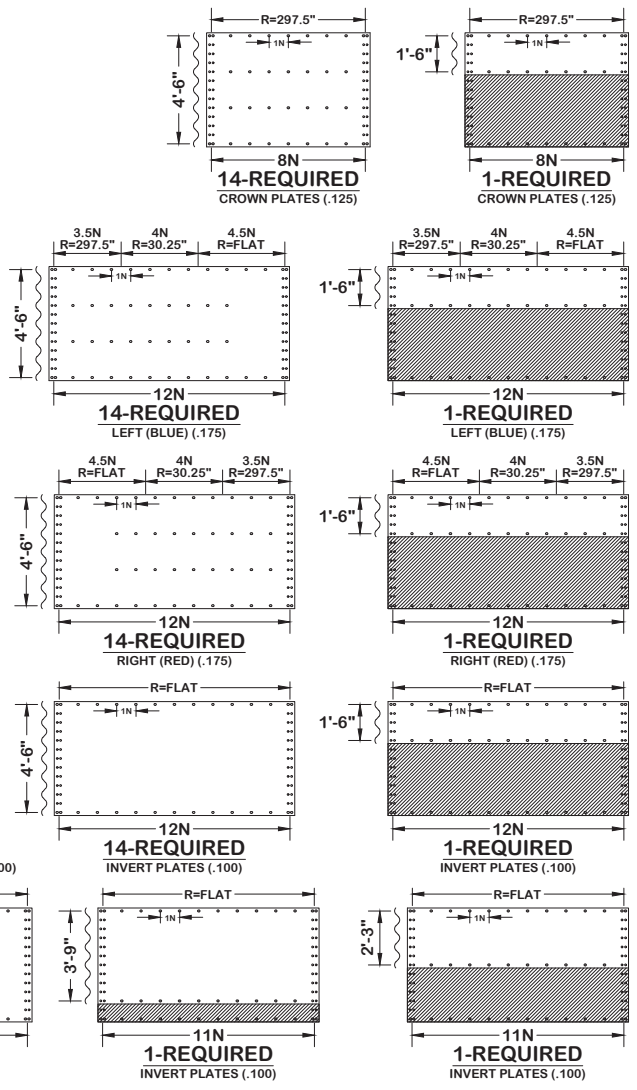 R=297.5"
1N
4'-6"
8N
14-REQUIRED
CROWN PLATES (.125)
R=297.5"
1N
1'-6"
8N
1-REQUIRED
CROWN PLATES (.125)
3.5N 4N 4.5N
R=297.5" R=30.25" R=FLAT
1N
4'-6"
12N
14-REQUIRED
LEFT (BLUE) (.175)
3.5N 4N 4.5N
R=297.5" R=30.25" R=FLAT
1N
1'-6"
12N
1-REQUIRED
LEFT (BLUE) (.175)
4.5N 4N 3.5N
R=FLAT R=30.25" R=297.5"
1N
4'-6"
12N
14-REQUIRED
RIGHT (RED) (.175)
4.5N 4N 3.5N
R=FLAT R=30.25" R=297.5"
1N
1'-6"
12N
1-REQUIRED
RIGHT (RED) (.175)
R=FLAT
1N
4'-6"
12N
14-REQUIRED
INVERT PLATES (.100)
R=FLAT
1N
1'-6"
12N
1-REQUIRED
INVERT PLATES (.100)
00)
R=FLAT
1N
3'-9"
11N
1-REQUIRED
INVERT PLATES (.100)
R=FLAT
1N
2'-3"
11N
1-REQUIRED
INVERT PLATES (.100)